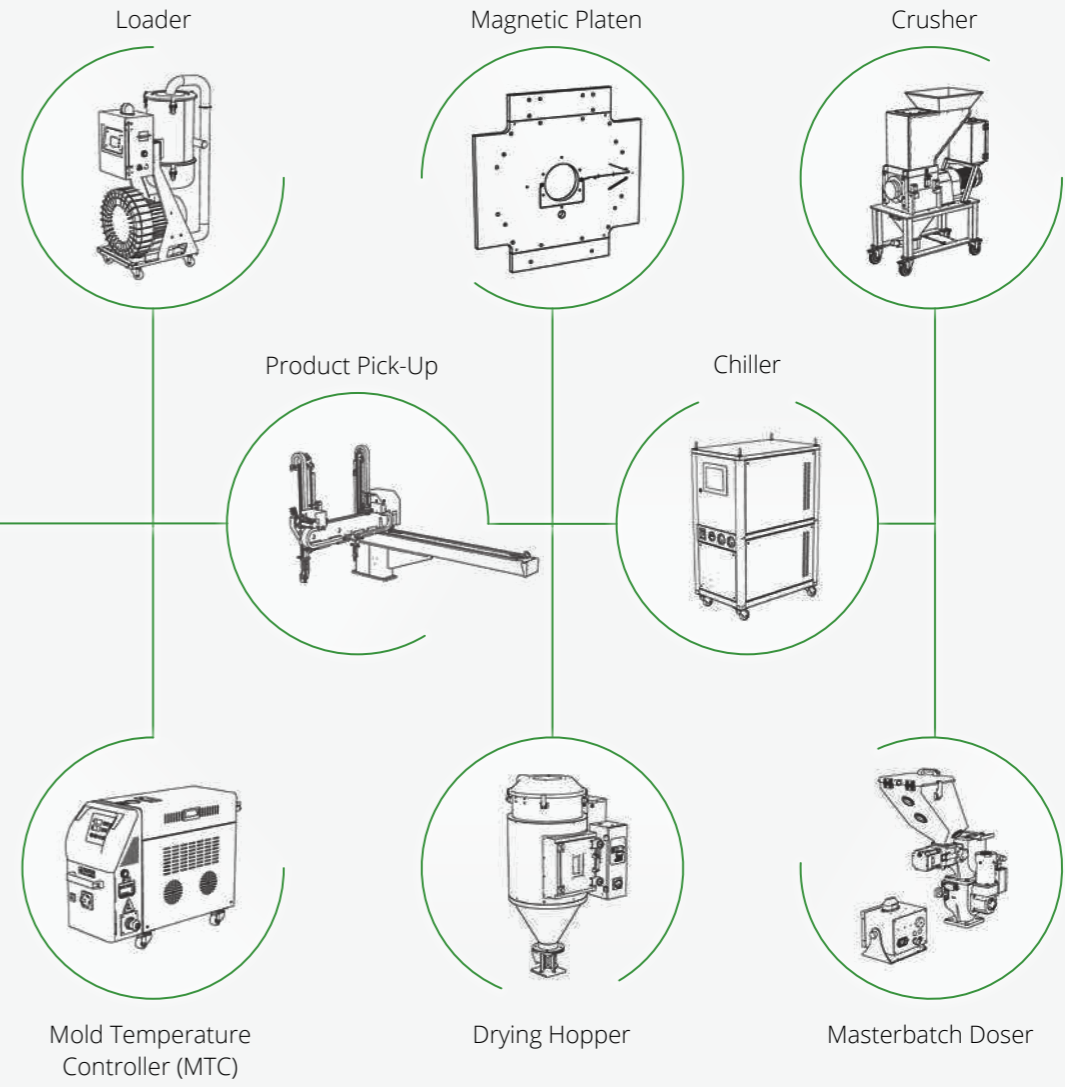 Loader
Magnetic Platen
Crusher
Product Pick-Up
Chiller
Mold Temperature
Controller (MTC)
Drying Hopper
Masterbatch Doser